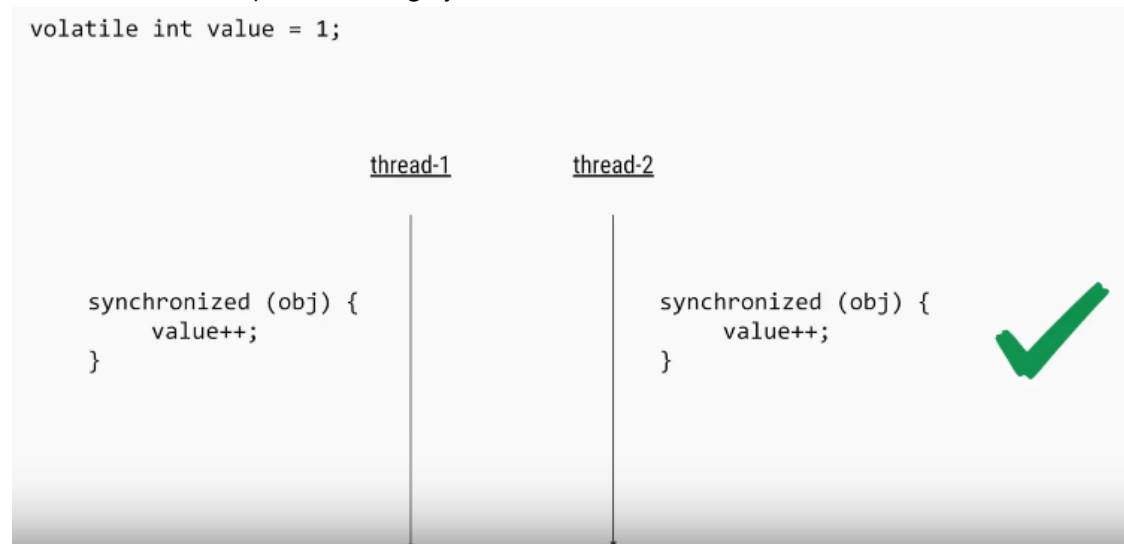 volatile int value = 1;
thread-1
thread-2
synchronized (obj) {
value++;
}
synchronized (obj) {
value++;
}